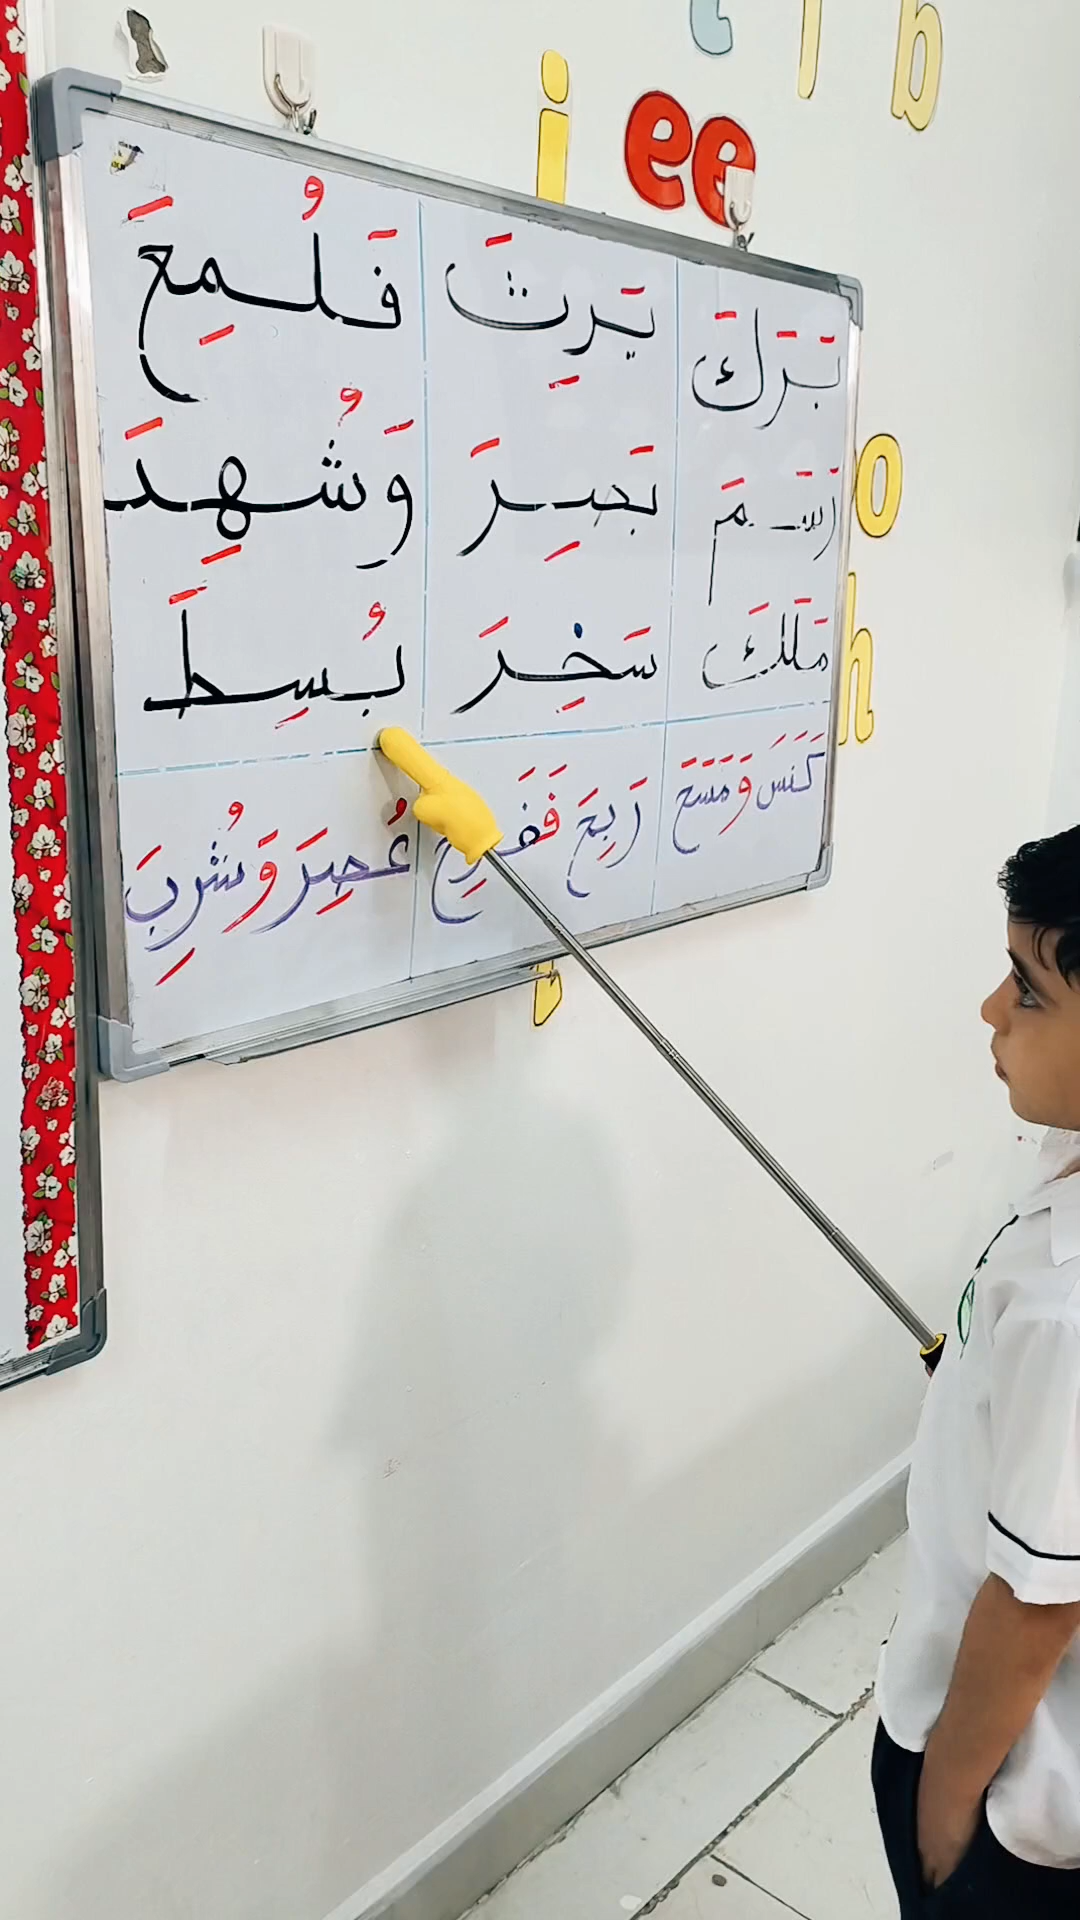 i ee l b
بَرَكَ يَرِثَ فَلُمِعَ
بَصِرَ وَشُهِدَ
مَلَكَ سَخِرَ بُسِطَ
كَنَسَ وَمَسَحَ رَبِعَ عُصِرَ وَشُرِبَ
o
h